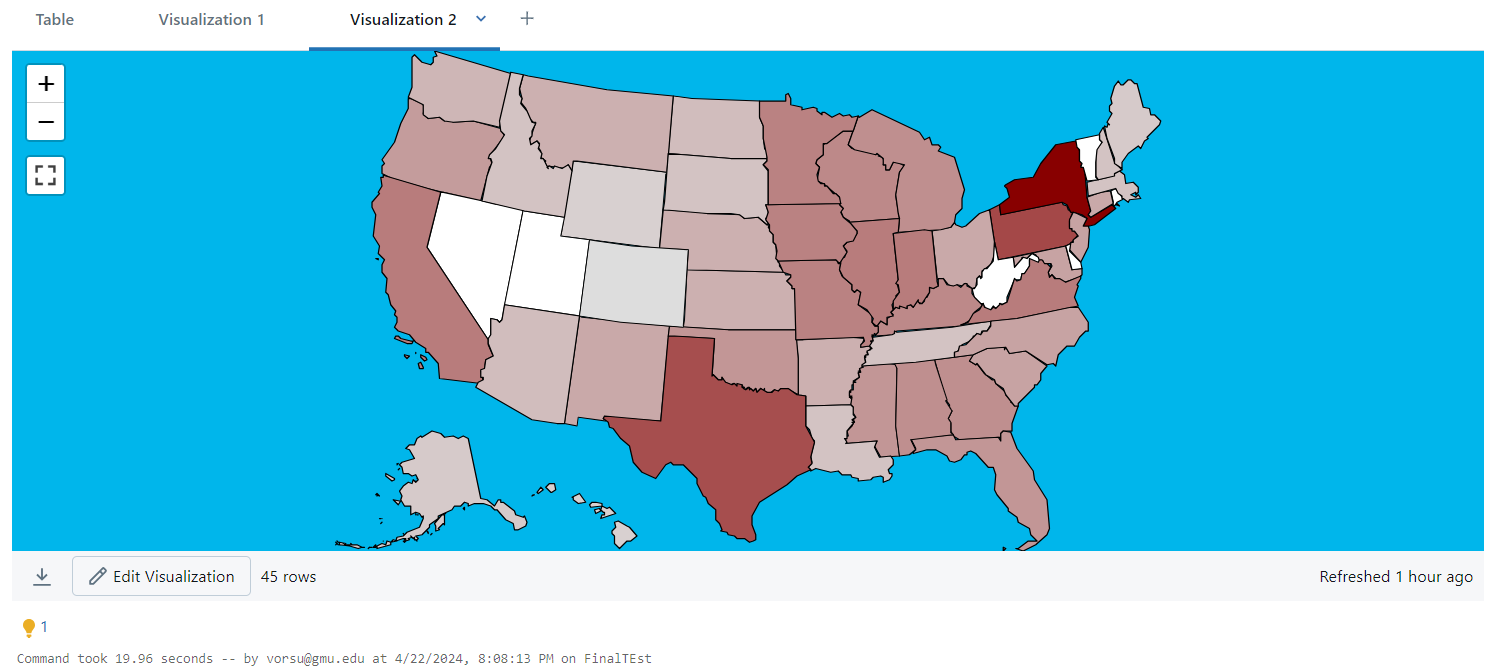 Table Visualization 1 Visualization 2 +
+
−
Edit Visualization 45 rows Refreshed 1 hour ago
1
Command took 19.96 seconds -- by vorsu@gmu.edu at 4/22/2024, 8:08:13 PM on FinalTEst